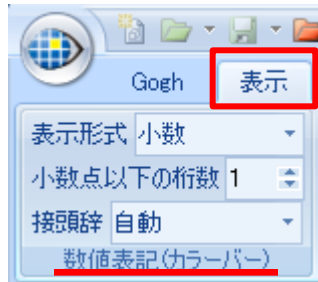 Gogh 表示
表示形式 小数
小数点以下の桁数 1
接頭辞 自動
数値表記(カラーバー)